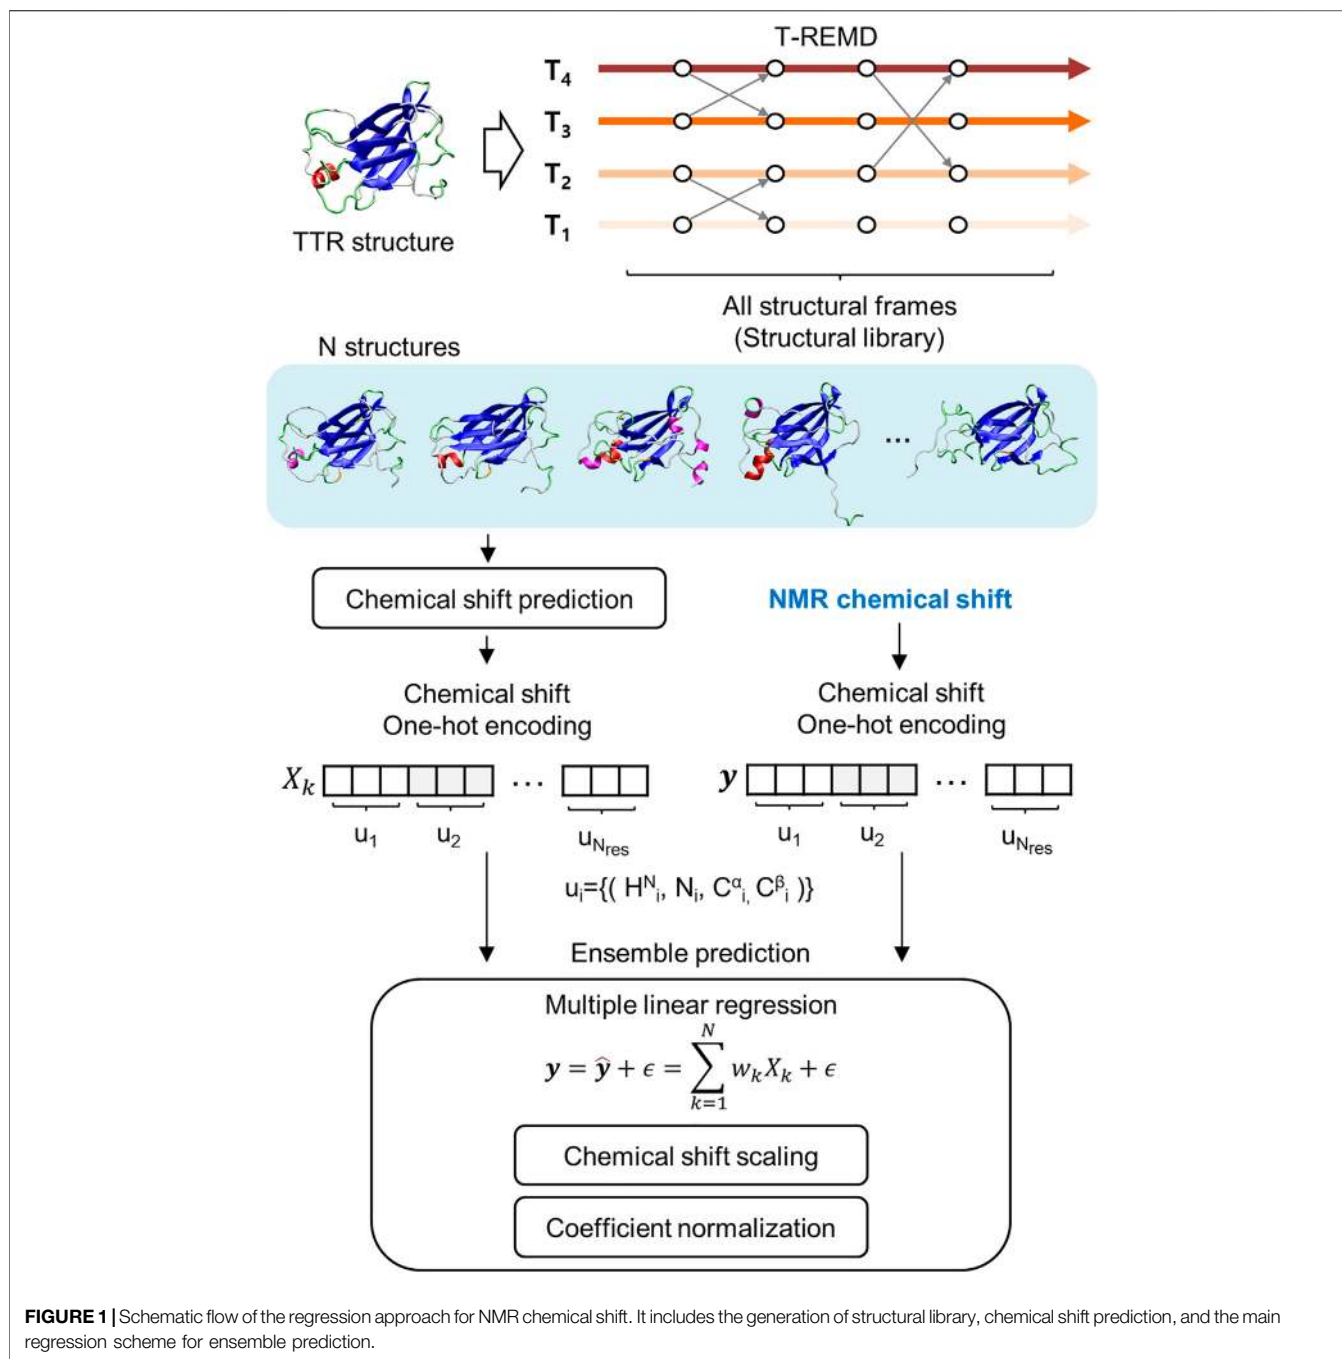 T-REMD
T4
T3
T2
T1
TTR structure
All structural frames
(Structural library)
N structures
...
Chemical shift prediction
NMR chemical shift
Chemical shift
One-hot encoding
Chemical shift
One-hot encoding
Xk ...
u1 u2 uNres
y ...
u1 u2 uNres
ui={( HNi, Ni, Cαi, Cβi )}
Ensemble prediction
Multiple linear regression
y = ŷ + ϵ = ∑ k=1 N wkXk + ϵ
Chemical shift scaling
Coefficient normalization
FIGURE 1 | Schematic flow of the regression approach for NMR chemical shift. It includes the generation of structural library, chemical shift prediction, and the main
regression scheme for ensemble prediction.